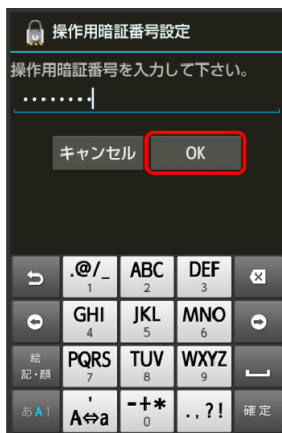 操作用暗証番号設定
操作用暗証番号を入力して下さい。
········
キャンセル OK
.@/_ ABC DEF
1 2 3
GHI JKL MNO
4 5 6
絵記・顔 PQRS TUV WXYZ
7 8 9
あA1 ' A⇔a -+* .,?! 確定
0